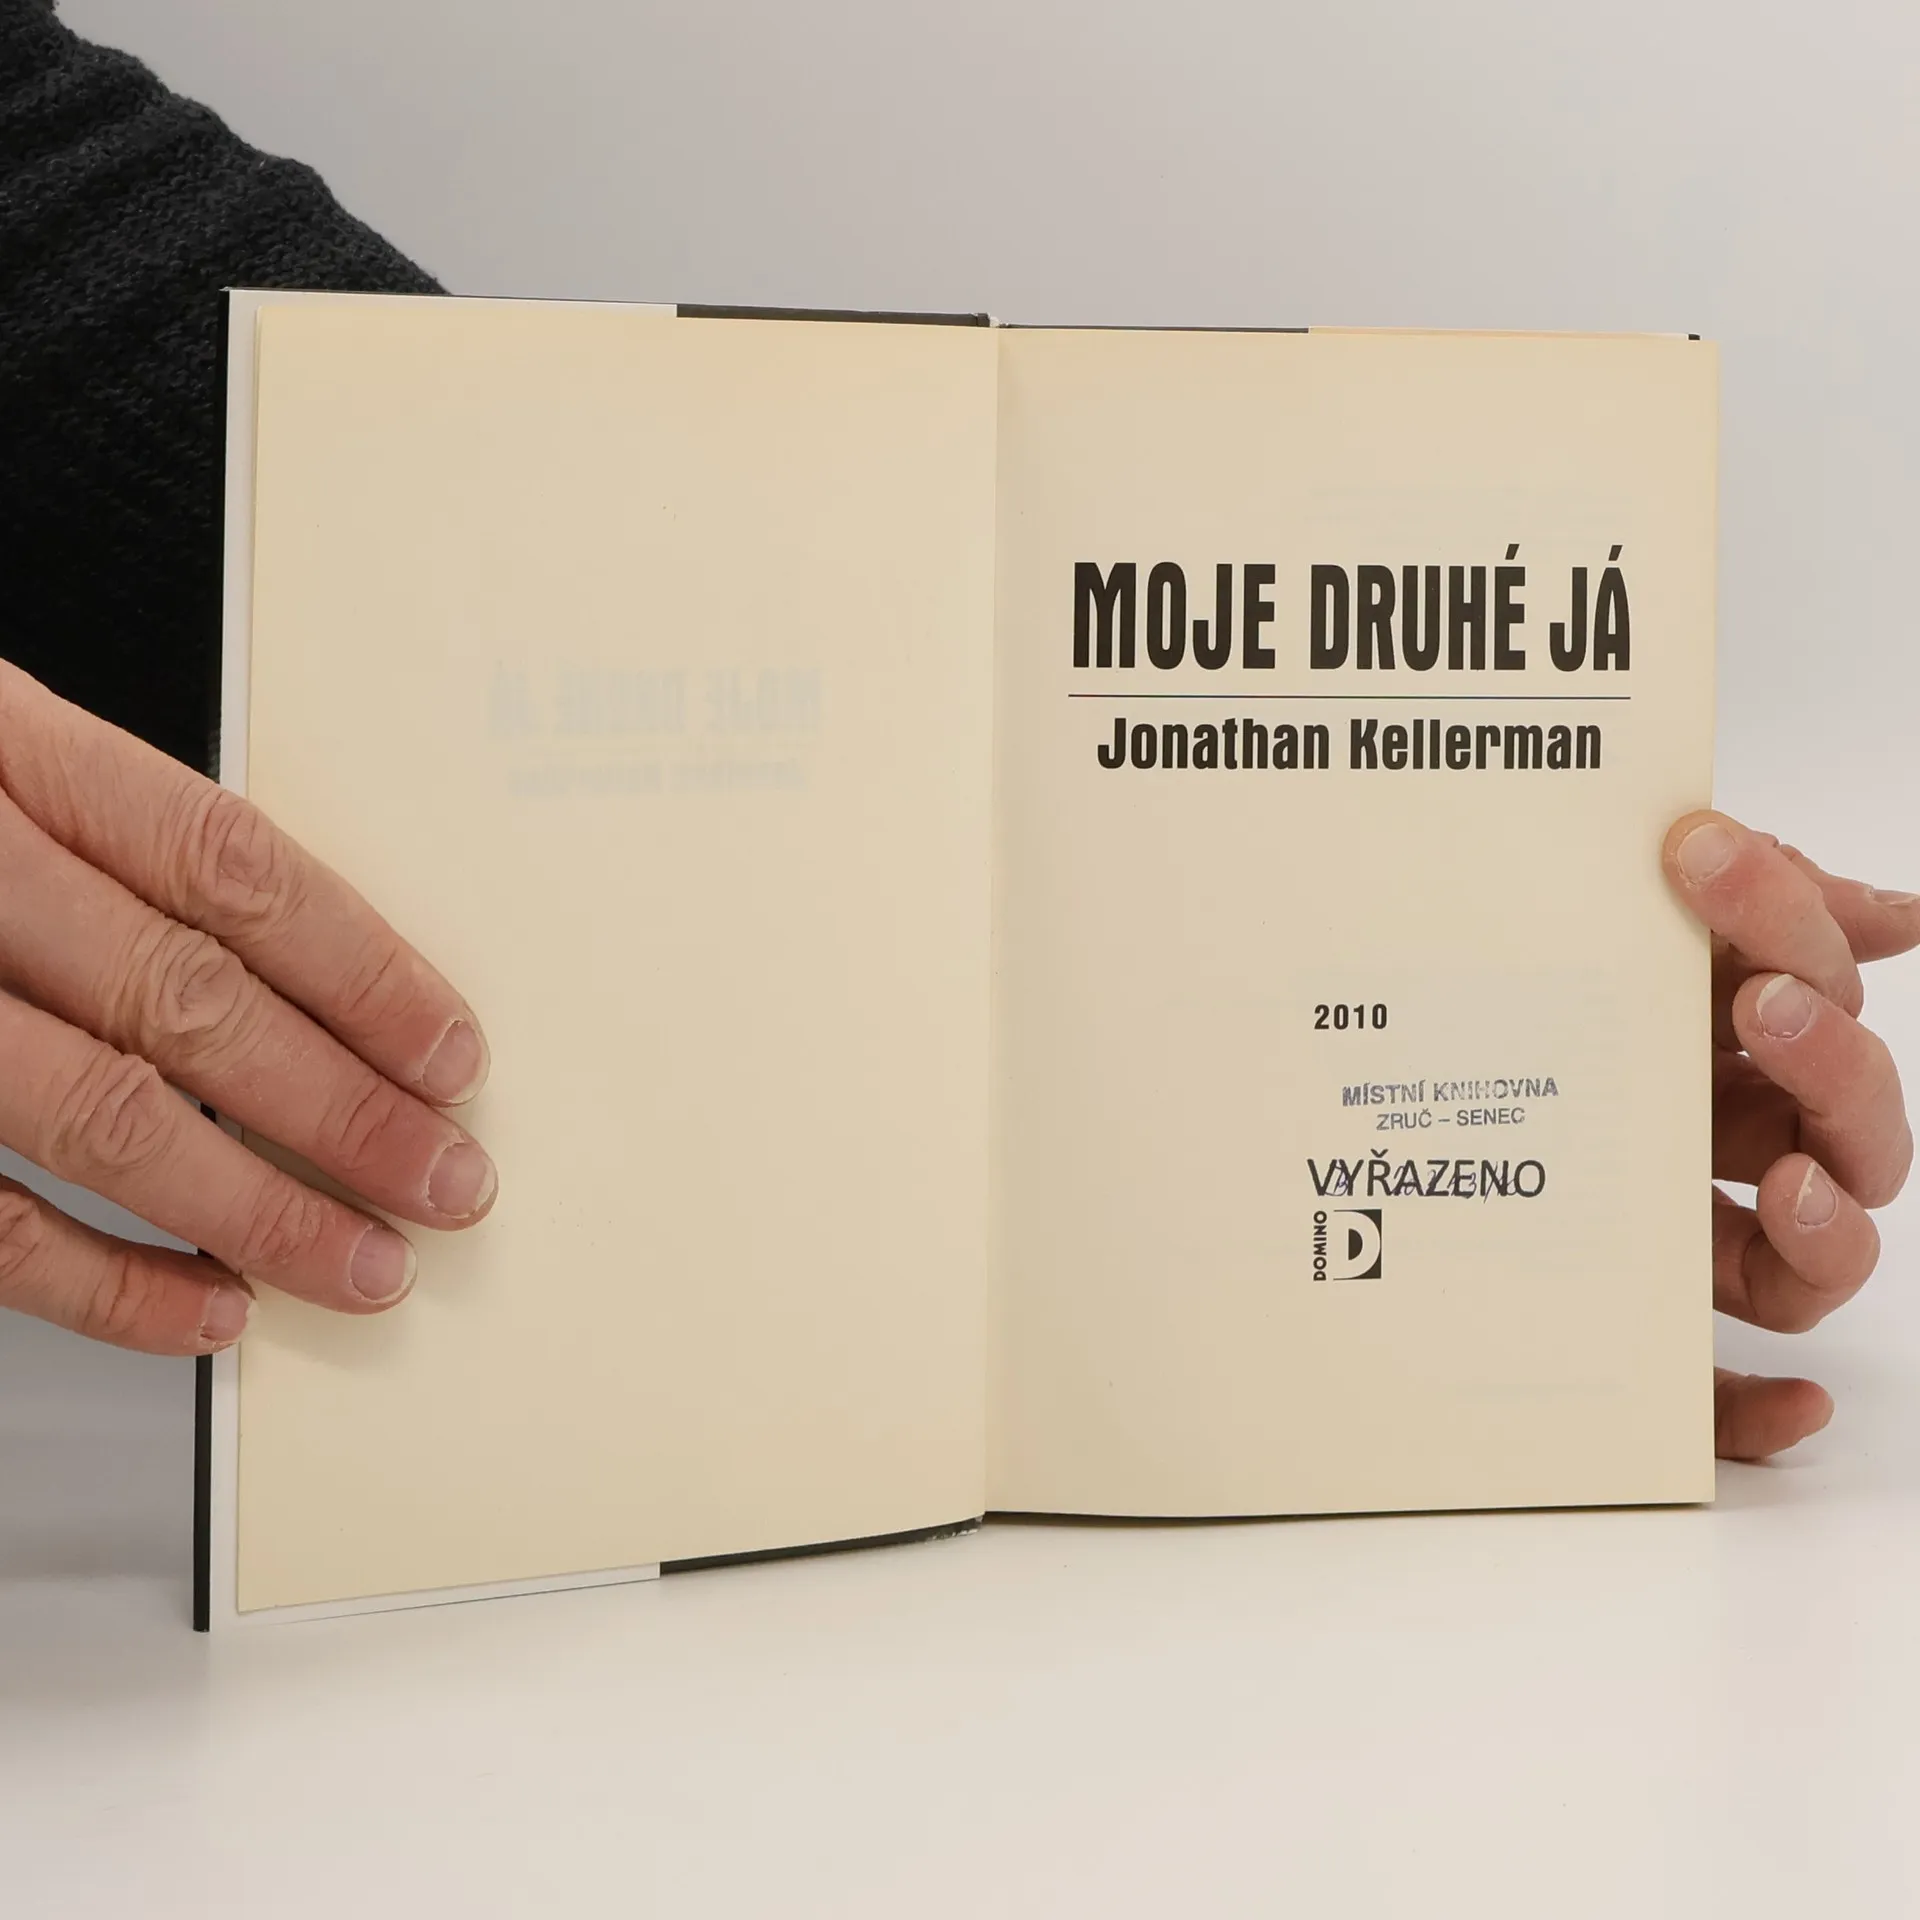 MOJE DRUHÉ JÁ
Jonathan Kellerman
2010
MÍSTNÍ KNIHOVNA
ZRUČ – SENEC
VYŘAZENO
DOMINO
D